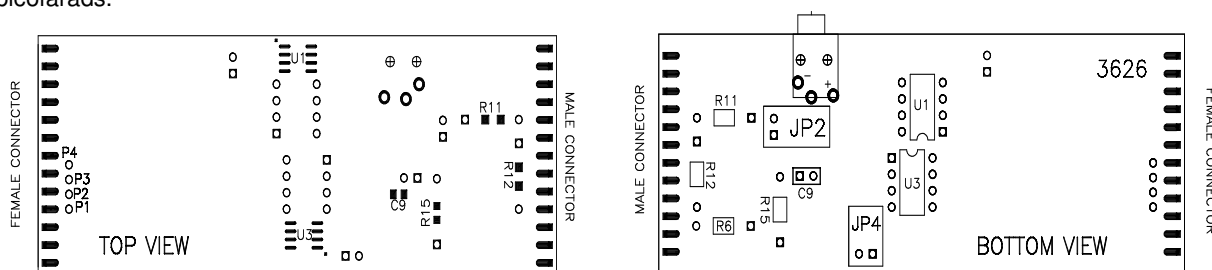 picofarads.
FEMALE CONNECTOR
P4
P3
P2
P1
U1
U3
C9
R15
R11
R12
TOP VIEW
MALE CONNECTOR
MALE CONNECTOR
R11
R12
R6
R15
JP2
C9
- +
U1
U3
JP4
3626
BOTTOM VIEW
FEMALE CONNECTOR